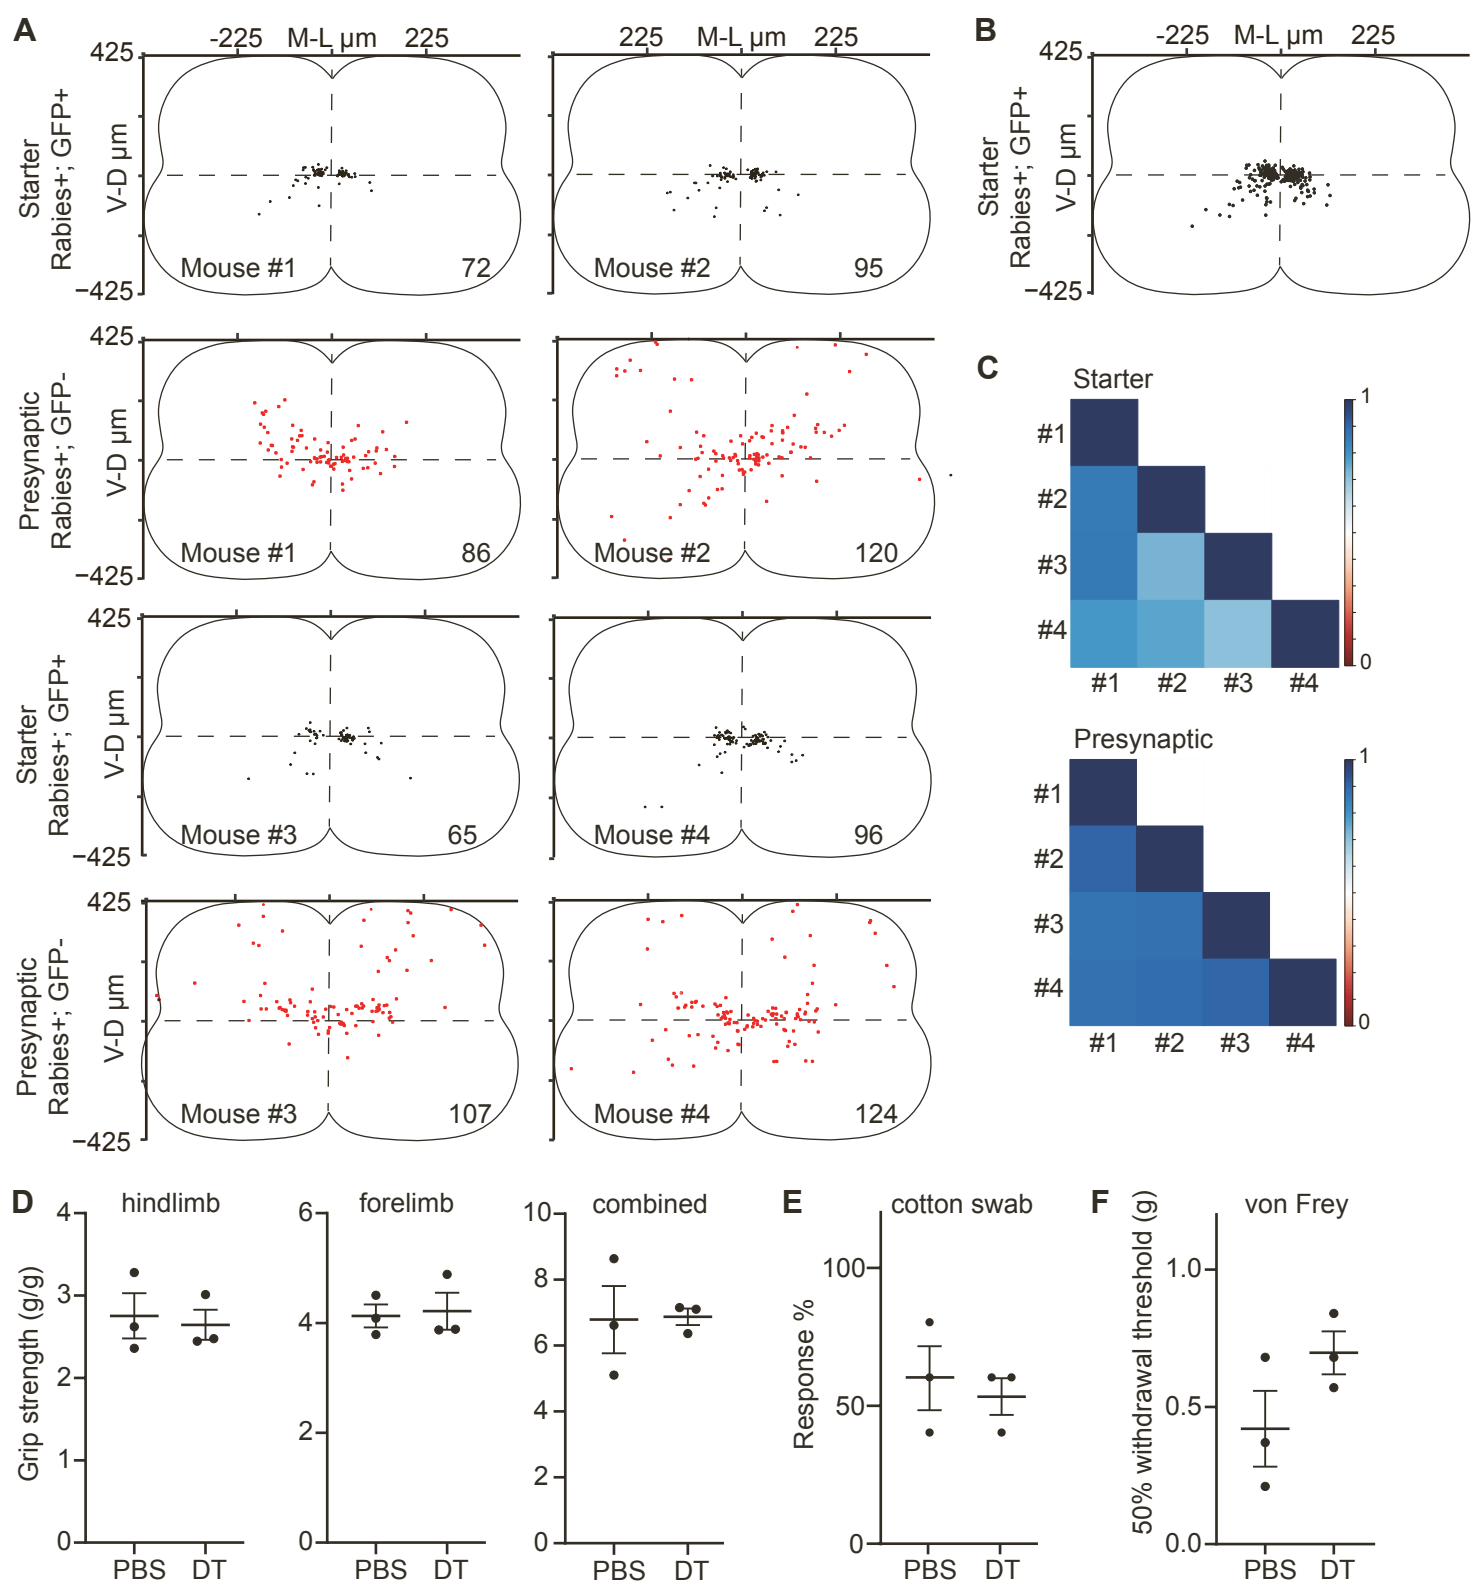 A
-225 M-L µm 225
225 M-L µm 225
425
Starter
Rabies+; GFP+
V-D µm
−425
Mouse #1 72
Mouse #2 95
425
Presynaptic
Rabies+; GFP-
V-D µm
−425
Mouse #1 86
Mouse #2 120
425
Starter
Rabies+; GFP+
V-D µm
−425
Mouse #3 65
Mouse #4 96
425
Presynaptic
Rabies+; GFP-
V-D µm
−425
Mouse #3 107
Mouse #4 124
B
-225 M-L µm 225
425
Starter
Rabies+; GFP+
V-D µm
−425
C
Starter
#1
#2
#3
#4
#1 #2 #3 #4
1
0
Presynaptic
#1
#2
#3
#4
#1 #2 #3 #4
1
0
D
hindlimb
Grip strength (g/g)
4
3
2
1
0
PBS DT
forelimb
6
4
2
0
PBS DT
combined
10
8
6
4
2
0
PBS DT
E
cotton swab
Response %
100
50
0
PBS DT
F
von Frey
50% withdrawal threshold (g)
1.0
0.5
0.0
PBS DT